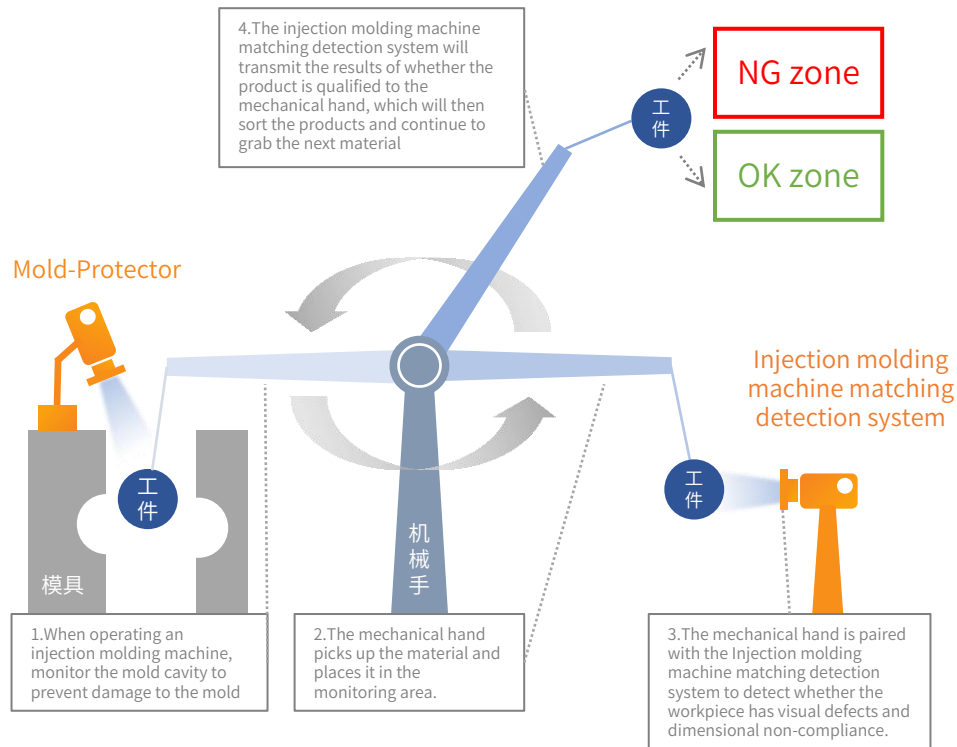 4.The injection molding machine
matching detection system will
transmit the results of whether the
product is qualified to the
mechanical hand, which will then
sort the products and continue to
grab the next material
NG zone
工
件
OK zone
Mold-Protector
Injection molding
machine matching
detection system
工
件
工
件
机
械
手
模具
1.When operating an
injection molding machine,
monitor the mold cavity to
prevent damage to the mold
2.The mechanical hand
picks up the material and
places it in the
monitoring area.
3.The mechanical hand is paired
with the Injection molding
machine matching detection
system to detect whether the
workpiece has visual defects and
dimensional non-compliance.